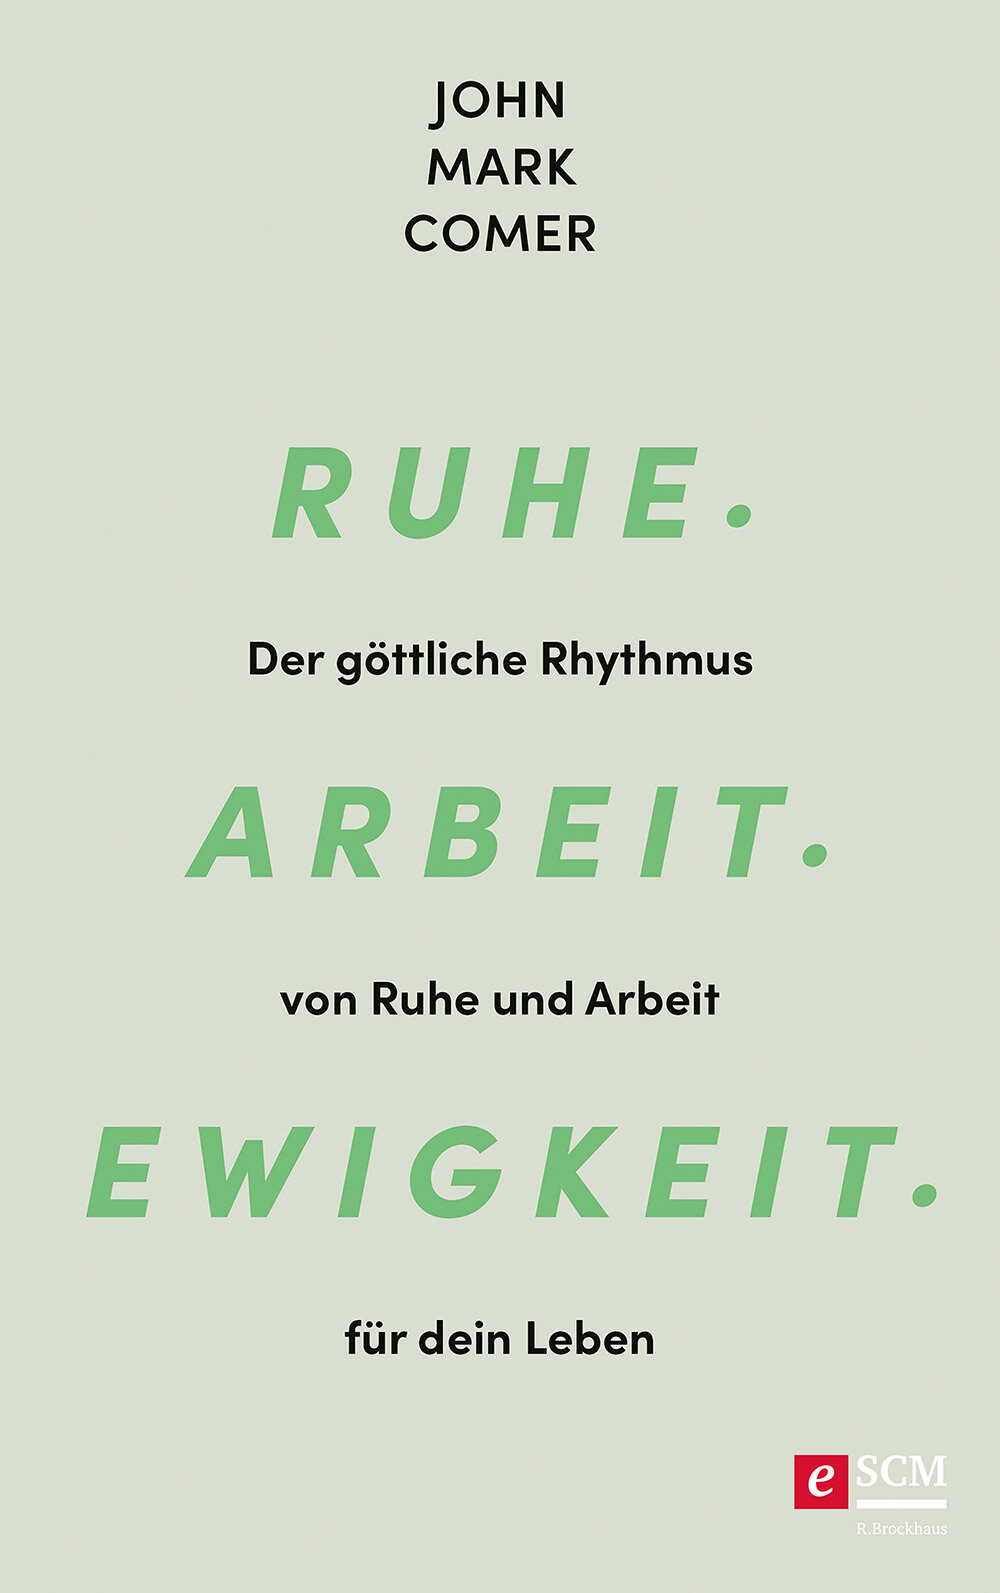 JOHN
MARK
COMER
RUHE.
Der göttliche Rhythmus
ARBEIT.
von Ruhe und Arbeit
EWIGKEIT.
für dein Leben
e SCM
R.Brockhaus